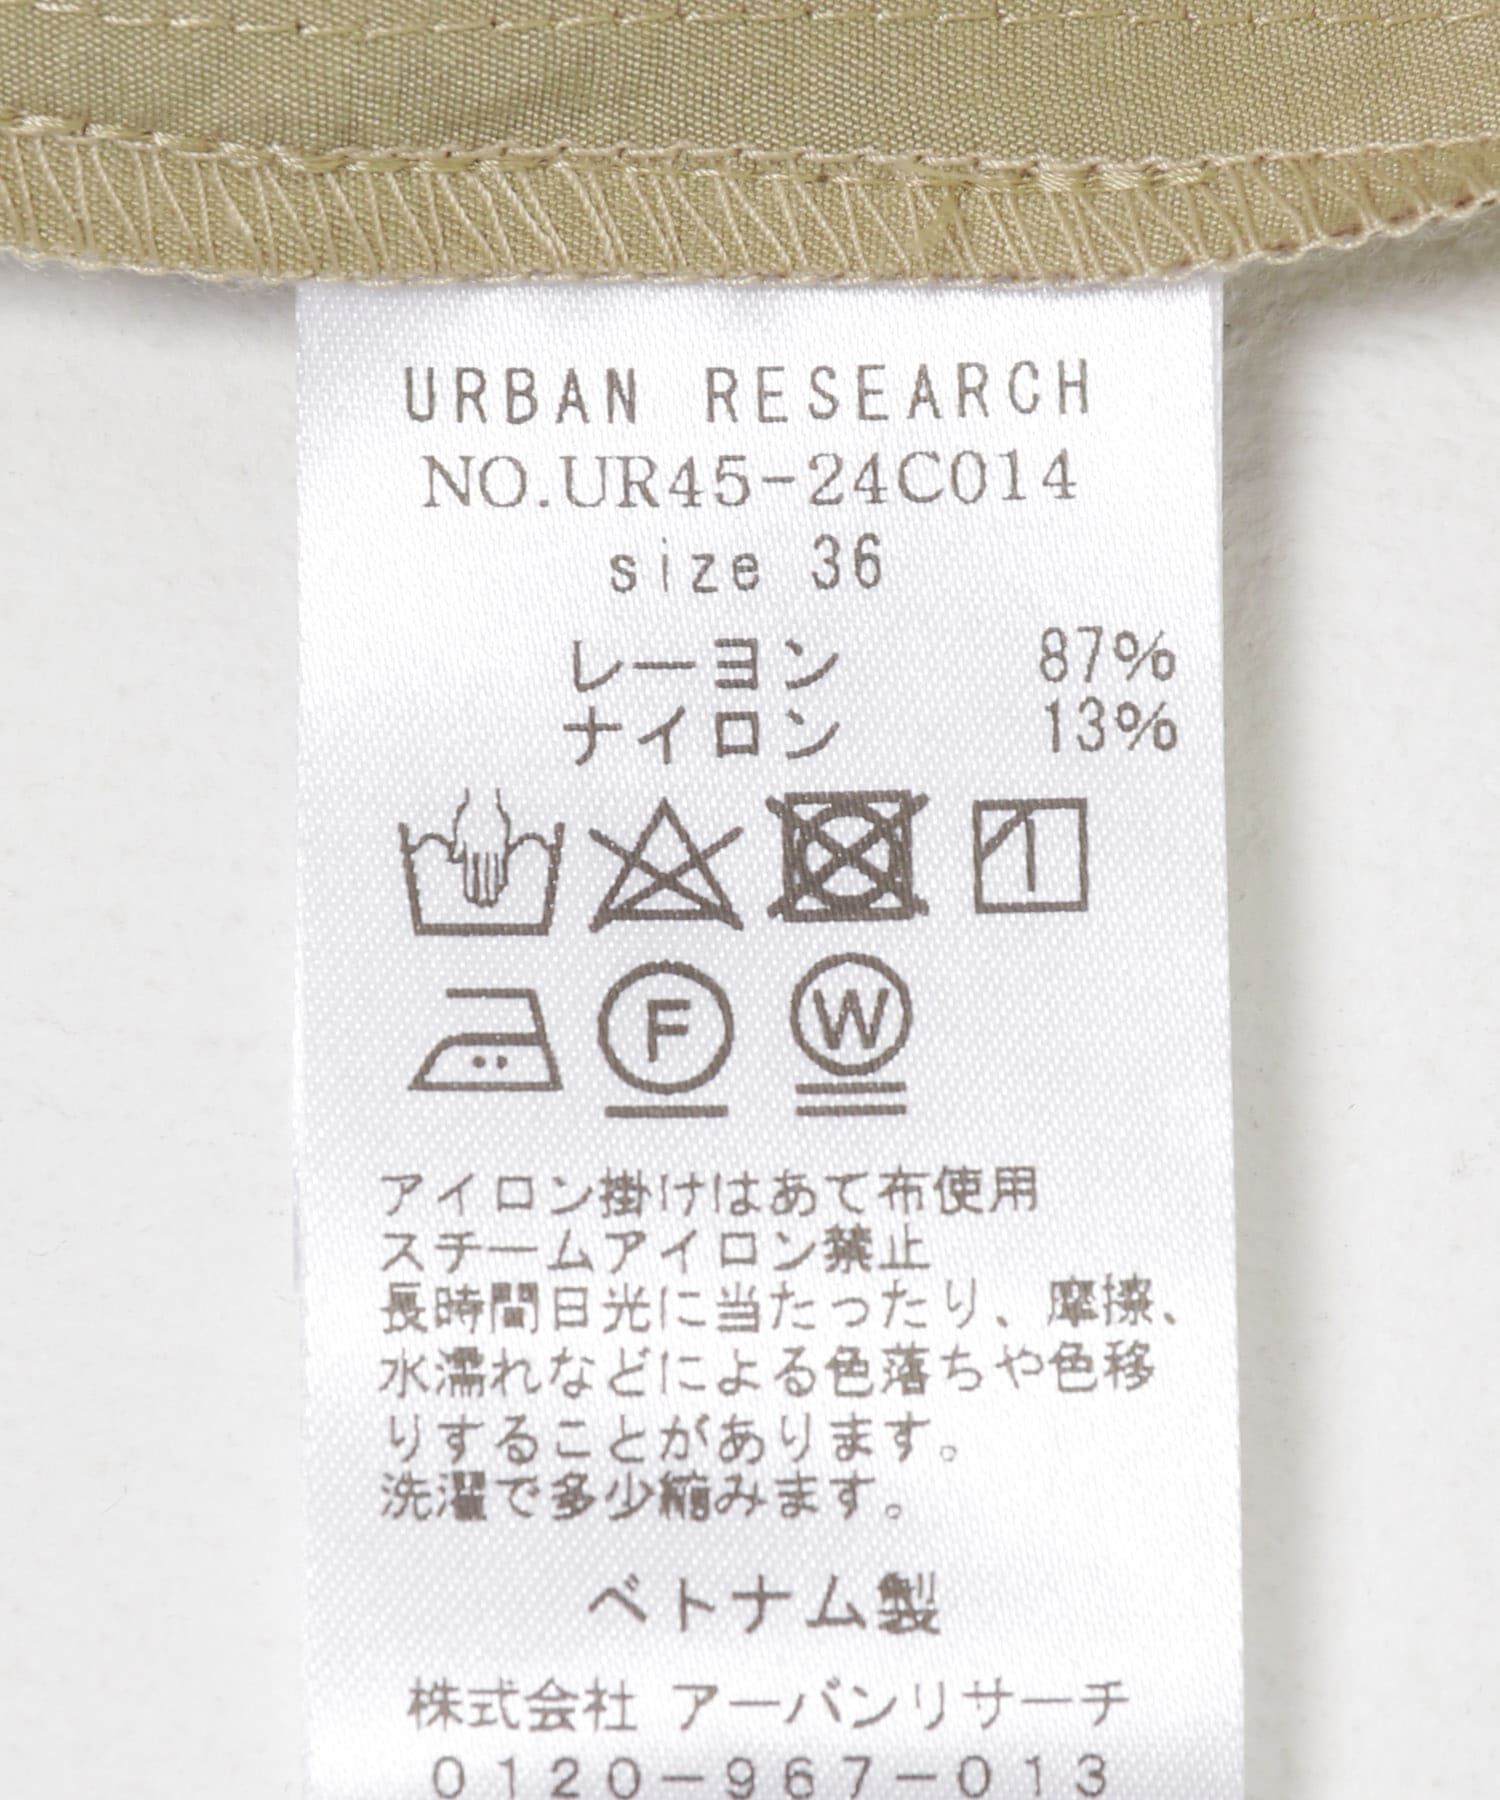 URBAN RESEARCH
NO.UR45-24C014
size 36
レーヨン 87%
ナイロン 13%
F W
アイロン掛けはあて布使用
スチームアイロン禁止
長時間日光に当たったり、摩擦、
水濡れなどによる色落ちや色移
りすることがあります。
洗濯で多少縮みます。
ベトナム製
株式会社 アーバンリサーチ
0120-967-013